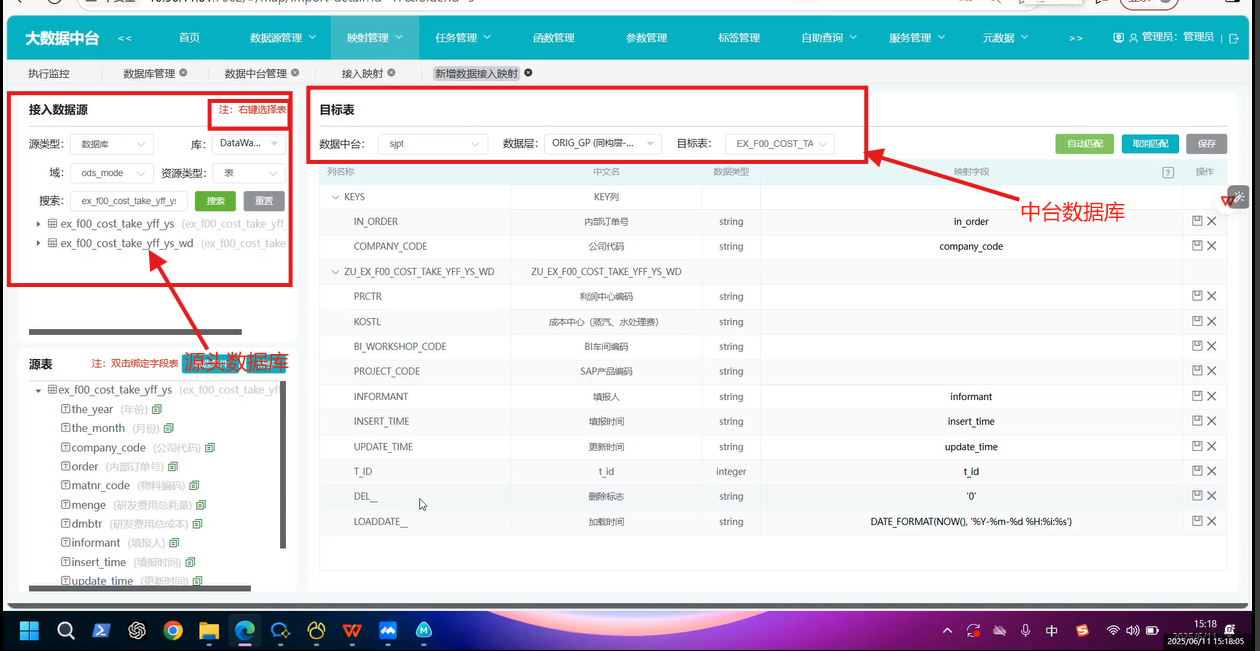 大数据中台 << 首页 数据源管理 映射管理 任务管理 函数管理 参数管理 标签管理 自助查询 服务管理 元数据 >> 管理员：管理员
执行监控 数据库管理 数据中台管理 接入映射 新增数据接入映射
接入数据源 注：右键选择表
源类型： 数据库 库： DataWa...
域： ods_mode 资源类型： 表
搜索： ex_f00_cost_take_yff_y 搜索 重置
ex_f00_cost_take_yff_ys (ex_f00_cost_take_yff_
ex_f00_cost_take_yff_ys_wd (ex_f00_cost_take
源头数据库
源表 注：双击绑定字段表
ex_f00_cost_take_yff_ys (ex_f00_cost_take_yf
the_year (年份)
the_month (月份)
company_code (公司代码)
order (内部订单号)
matnr_code (物料编码)
menge (研发费用总耗量)
dmbtr (研发费用总成本)
informant (填报人)
insert_time (填报时间)
update_time (更新时间)
目标表
数据中台： sjpt 数据层： ORIG_GP (同构层-... 目标表： EX_F00_COST_TA 自动匹配 取消匹配 保存
列名称 中文名 数据类型 映射字段 ? 操作
KEYS KEY列
IN_ORDER 内部订单号 string in_order
COMPANY_CODE 公司代码 string company_code
ZU_EX_F00_COST_TAKE_YFF_YS_WD ZU_EX_F00_COST_TAKE_YFF_YS_WD
PRCTR 利润中心编码 string
KOSTL 成本中心（蒸汽、水处理费） string
BI_WORKSHOP_CODE BI车间编码 string
PROJECT_CODE SAP产品编码 string
INFORMANT 填报人 string informant
INSERT_TIME 填报时间 string insert_time
UPDATE_TIME 更新时间 string update_time
T_ID t_id integer t_id
DEL__ 删除标志 string '0'
LOADDATE__ 加载时间 string DATE_FORMAT(NOW(), '%Y-%m-%d %H:%i:%s')
中台数据库
中
15:18
2025/06/11 15:18:05